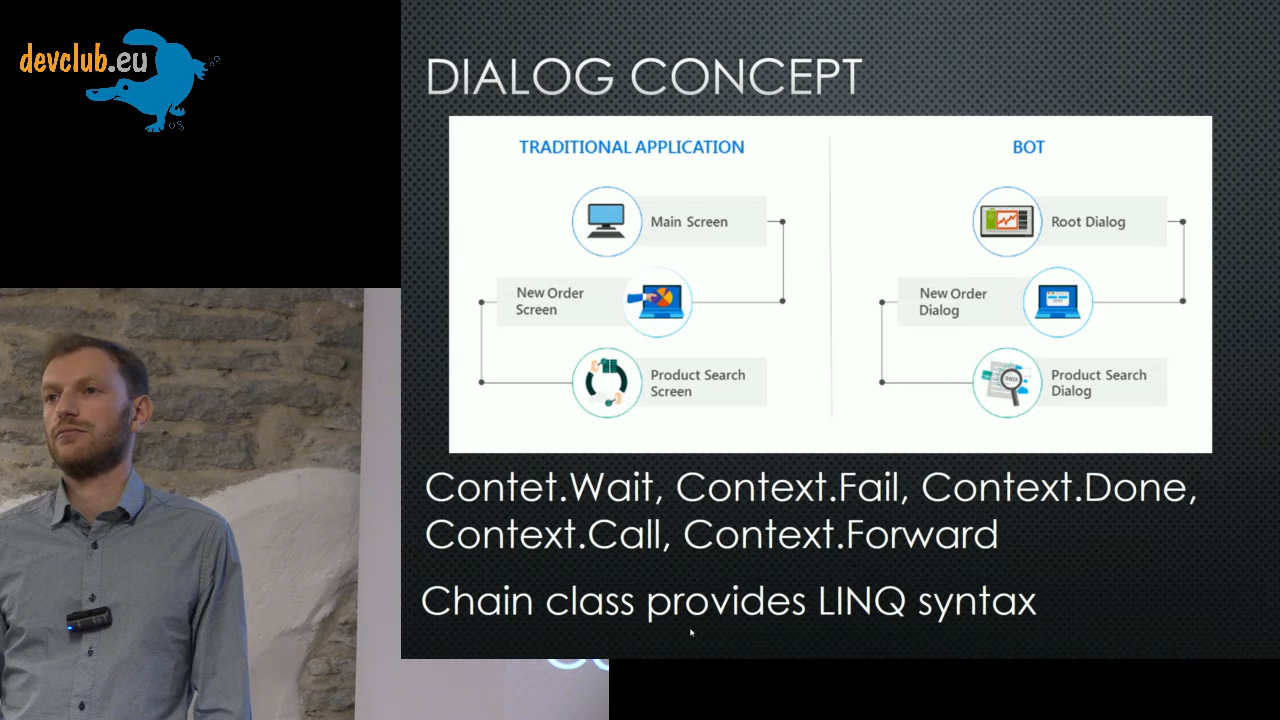 devclub.eu
DIALOG CONCEPT
TRADITIONAL APPLICATION
Main Screen
New Order
Screen
Product Search
Screen
BOT
Root Dialog
New Order
Dialog
Product Search
Dialog
Contet.Wait, Context.Fail, Context.Done,
Context.Call, Context.Forward
Chain class provides LINQ syntax